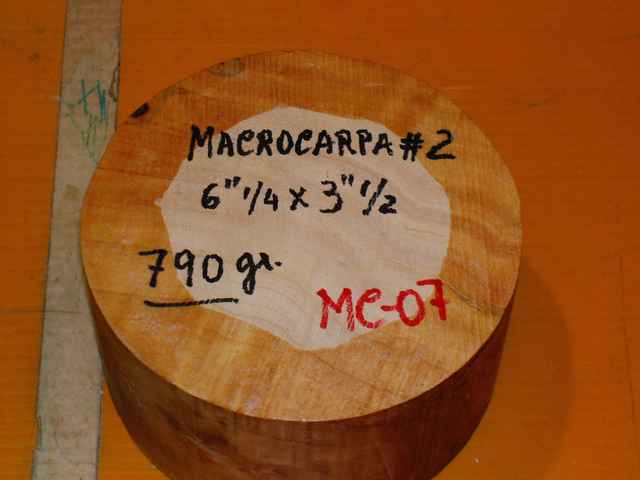 MACROCARPA #2
6" 1/4 x 3" 1/2
790 gr.
MC-07